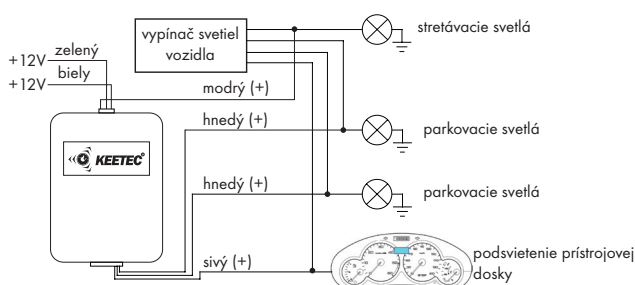 vypínač svetiel
vozidla
stretávacie svetlá
+12V zelený
+12V biely
modrý (+)
hnedý (+)
parkovacie svetlá
KEETEC®
hnedý (+)
parkovacie svetlá
sivý (+)
podsvietenie prístrojovej
dosky